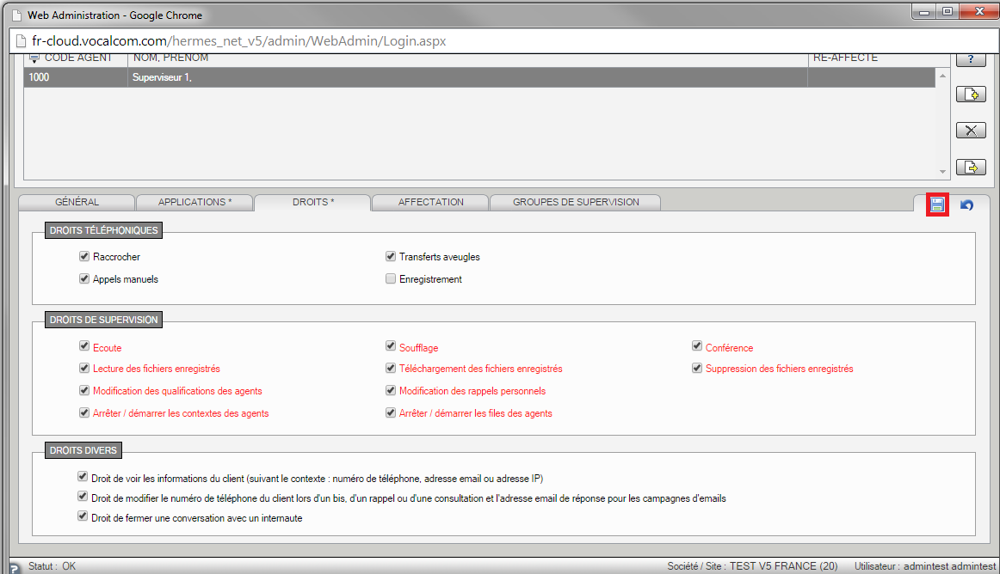 Web Administration - Google Chrome
fr-cloud.vocalcom.com/hermes_net_v5/admin/WebAdmin/Login.aspx
CODE AGENT NOM, PRENOM RE-AFFECTE
?
1000 Superviseur 1,
GÉNÉRAL APPLICATIONS * DROITS * AFFECTATION GROUPES DE SUPERVISION
DROITS TÉLÉPHONIQUES
Raccrocher Transferts aveugles
Appels manuels Enregistrement
DROITS DE SUPERVISION
Ecoute Soufflage Conférence
Lecture des fichiers enregistrés Téléchargement des fichiers enregistrés Suppression des fichiers enregistrés
Modification des qualifications des agents Modification des rappels personnels
Arrêter / démarrer les contextes des agents Arrêter / démarrer les files des agents
DROITS DIVERS
Droit de voir les informations du client (suivant le contexte : numéro de téléphone, adresse email ou adresse IP)
Droit de modifier le numéro de téléphone du client lors d'un bis, d'un rappel ou d'une consultation et l'adresse email de réponse pour les campagnes d'emails
Droit de fermer une conversation avec un internaute
? Statut : OK Société / Site : TEST V5 FRANCE (20) Utilisateur : admintest admintest